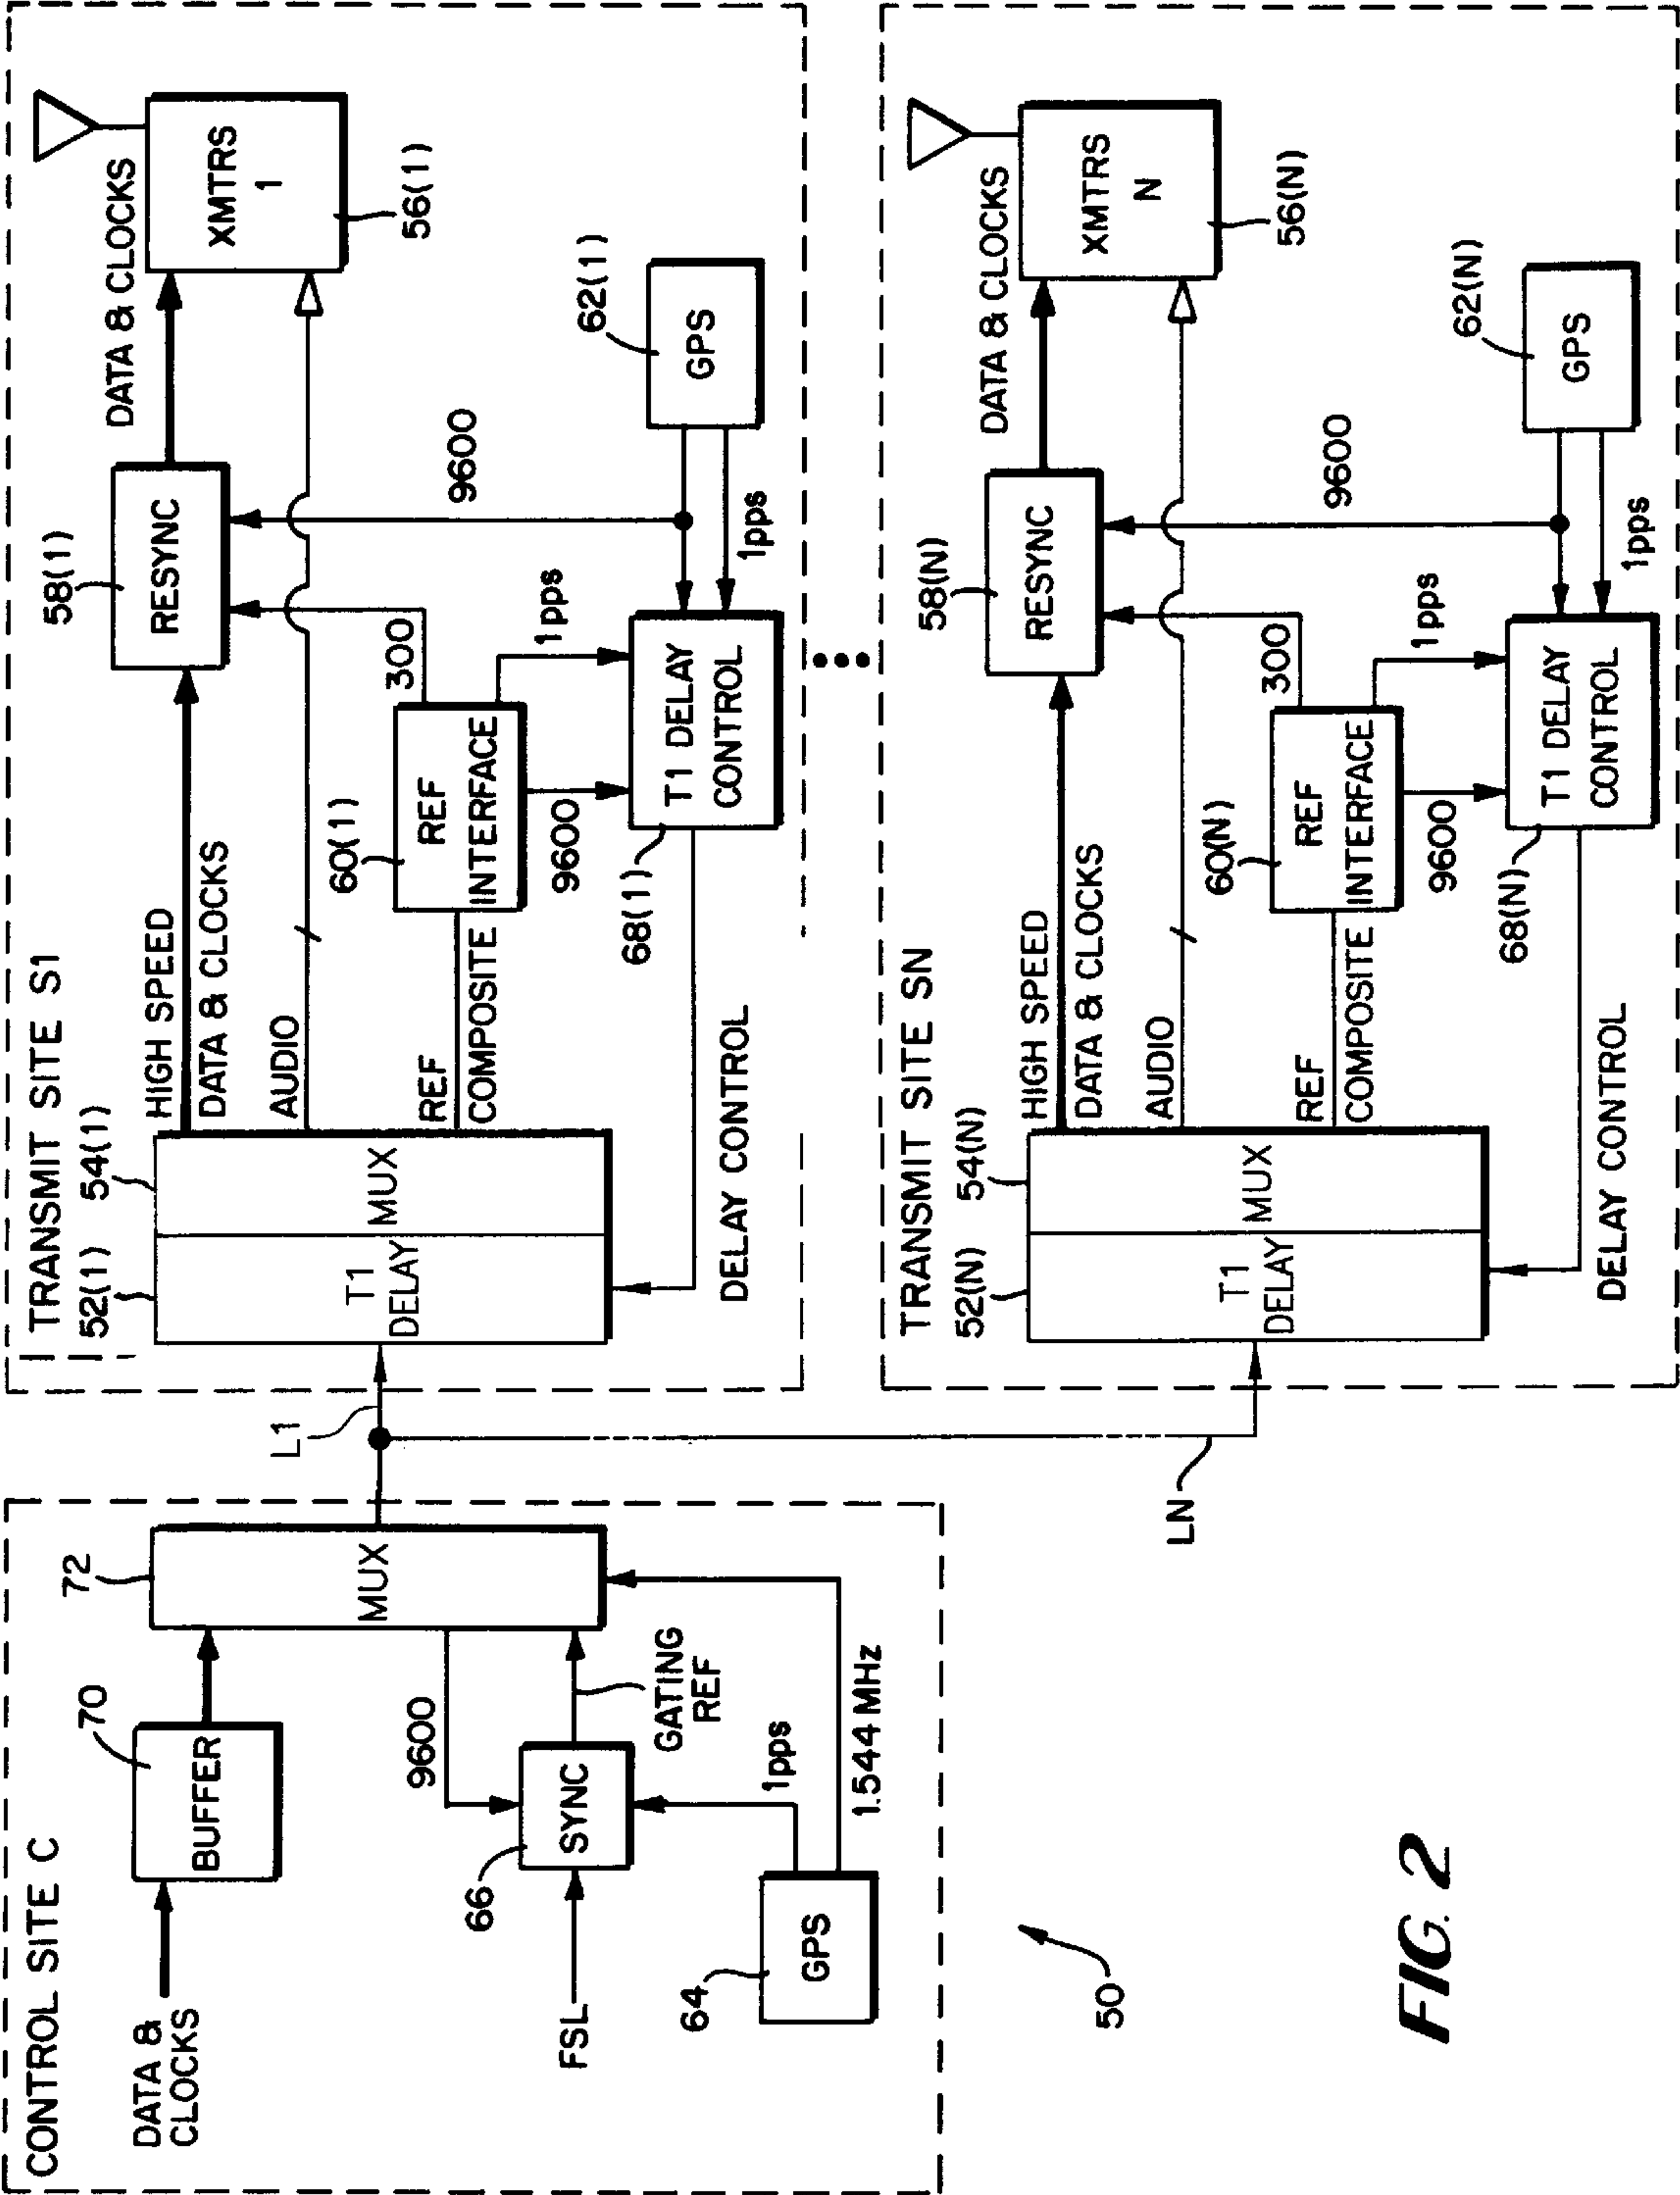 CONTROL SITE C
DATA &
CLOCKS
70
BUFFER
72
MUX
9600
66
SYNC
FSL
GATING
REF
1pps
1.544 MHz
64
GPS
L1
LN
50
TRANSMIT SITE S1
52(1)
54(1)
T1
DELAY
MUX
HIGH SPEED
DATA & CLOCKS
AUDIO
REF
COMPOSITE
60(1)
REF
INTERFACE
300
9600
1pps
58(1)
RESYNC
DATA & CLOCKS
XMTRS
1
56(1)
9600
62(1)
GPS
1pps
68(1)
T1 DELAY
CONTROL
DELAY CONTROL
TRANSMIT SITE SN
52(N)
54(N)
T1
DELAY
MUX
HIGH SPEED
DATA & CLOCKS
AUDIO
REF
COMPOSITE
60(N)
REF
INTERFACE
300
9600
1pps
58(N)
RESYNC
DATA & CLOCKS
XMTRS
N
56(N)
9600
62(N)
GPS
1pps
68(N)
T1 DELAY
CONTROL
DELAY CONTROL
FIG. 2